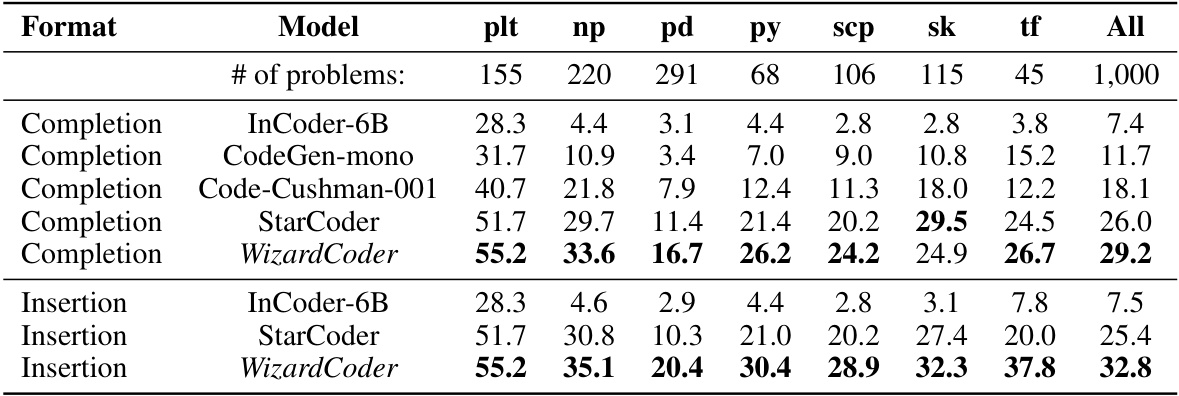 Format Model plt np pd py scp sk tf All
# of problems: 155 220 291 68 106 115 45 1,000
Completion InCoder-6B 28.3 4.4 3.1 4.4 2.8 2.8 3.8 7.4
Completion CodeGen-mono 31.7 10.9 3.4 7.0 9.0 10.8 15.2 11.7
Completion Code-Cushman-001 40.7 21.8 7.9 12.4 11.3 18.0 12.2 18.1
Completion StarCoder 51.7 29.7 11.4 21.4 20.2 29.5 24.5 26.0
Completion WizardCoder 55.2 33.6 16.7 26.2 24.2 24.9 26.7 29.2
Insertion InCoder-6B 28.3 4.6 2.9 4.4 2.8 3.1 7.8 7.5
Insertion StarCoder 51.7 30.8 10.3 21.0 20.2 27.4 20.0 25.4
Insertion WizardCoder 55.2 35.1 20.4 30.4 28.9 32.3 37.8 32.8